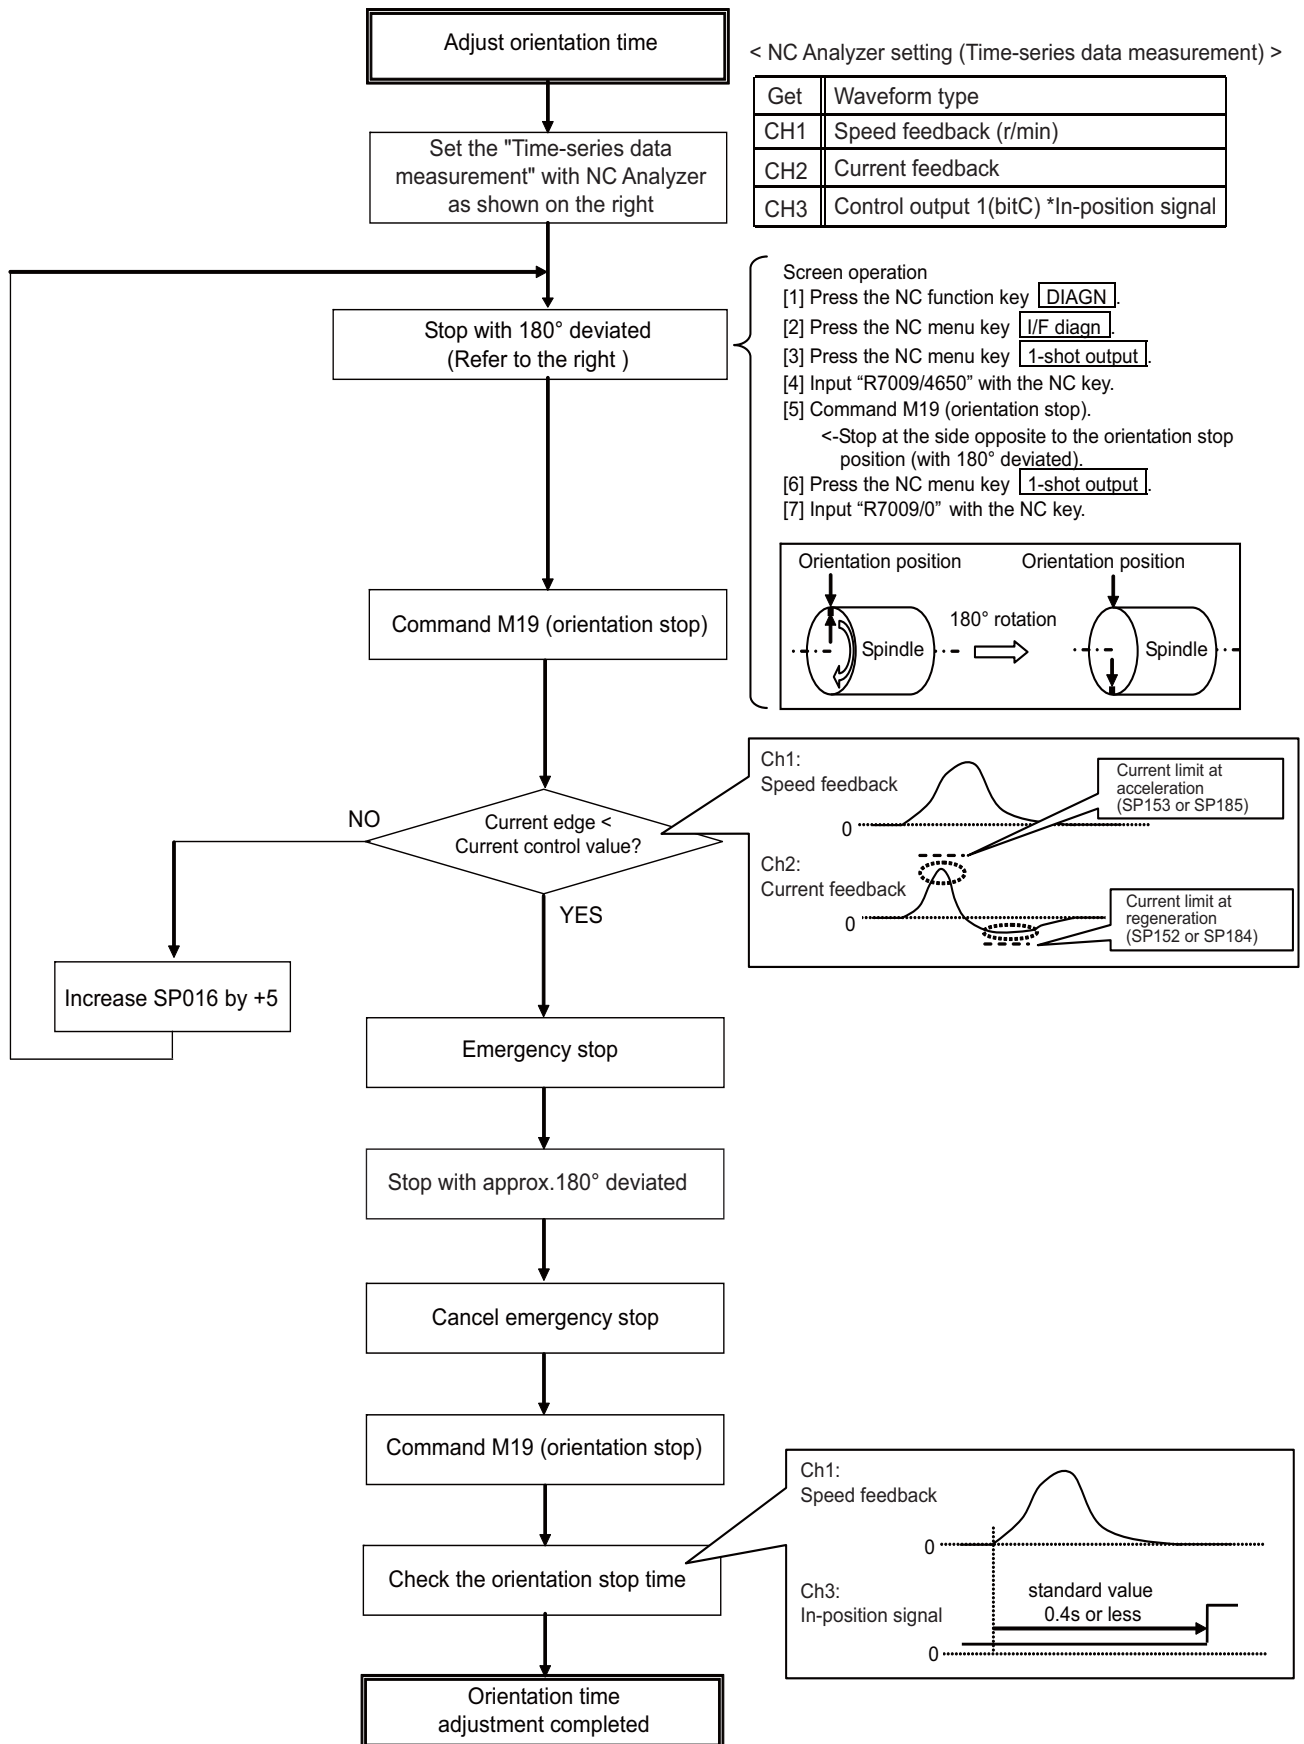 Adjust orientation time
< NC Analyzer setting (Time-series data measurement) >
Get Waveform type
CH1 Speed feedback (r/min)
CH2 Current feedback
CH3 Control output 1(bitC) *In-position signal
Set the "Time-series data
measurement" with NC Analyzer
as shown on the right
Stop with 180° deviated
(Refer to the right )
Screen operation
[1] Press the NC function key DIAGN .
[2] Press the NC menu key I/F diagn .
[3] Press the NC menu key 1-shot output .
[4] Input “R7009/4650” with the NC key.
[5] Command M19 (orientation stop).
<-Stop at the side opposite to the orientation stop
position (with 180° deviated).
[6] Press the NC menu key 1-shot output .
[7] Input “R7009/0” with the NC key.
Orientation position Orientation position
180° rotation
Spindle Spindle
Command M19 (orientation stop)
Current edge <
Current control value?
NO
YES
Ch1:
Speed feedback
0
Current limit at
acceleration
(SP153 or SP185)
Ch2:
Current feedback
0
Current limit at
regeneration
(SP152 or SP184)
Increase SP016 by +5
Emergency stop
Stop with approx.180° deviated
Cancel emergency stop
Command M19 (orientation stop)
Check the orientation stop time
Ch1:
Speed feedback
0
Ch3:
In-position signal
standard value
0.4s or less
0
Orientation time
adjustment completed